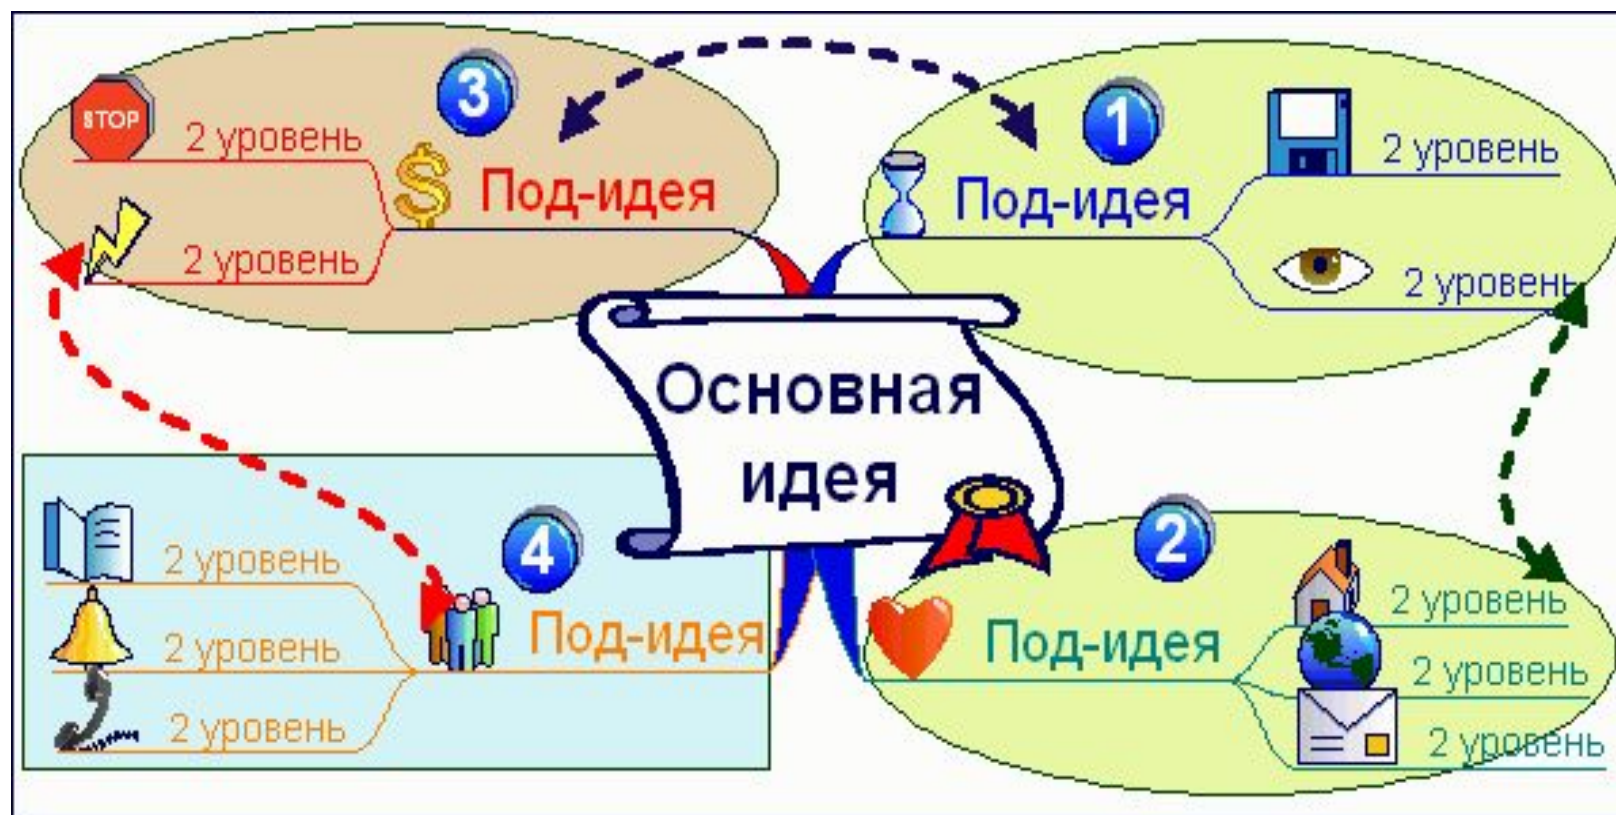 3
STOP
2 уровень
Под-идея
2 уровень
1
2 уровень
Под-идея
2 уровень
Основная
идея
4
2 уровень
Под-идея
2 уровень
2 уровень
2
2 уровень
Под-идея
2 уровень
2 уровень